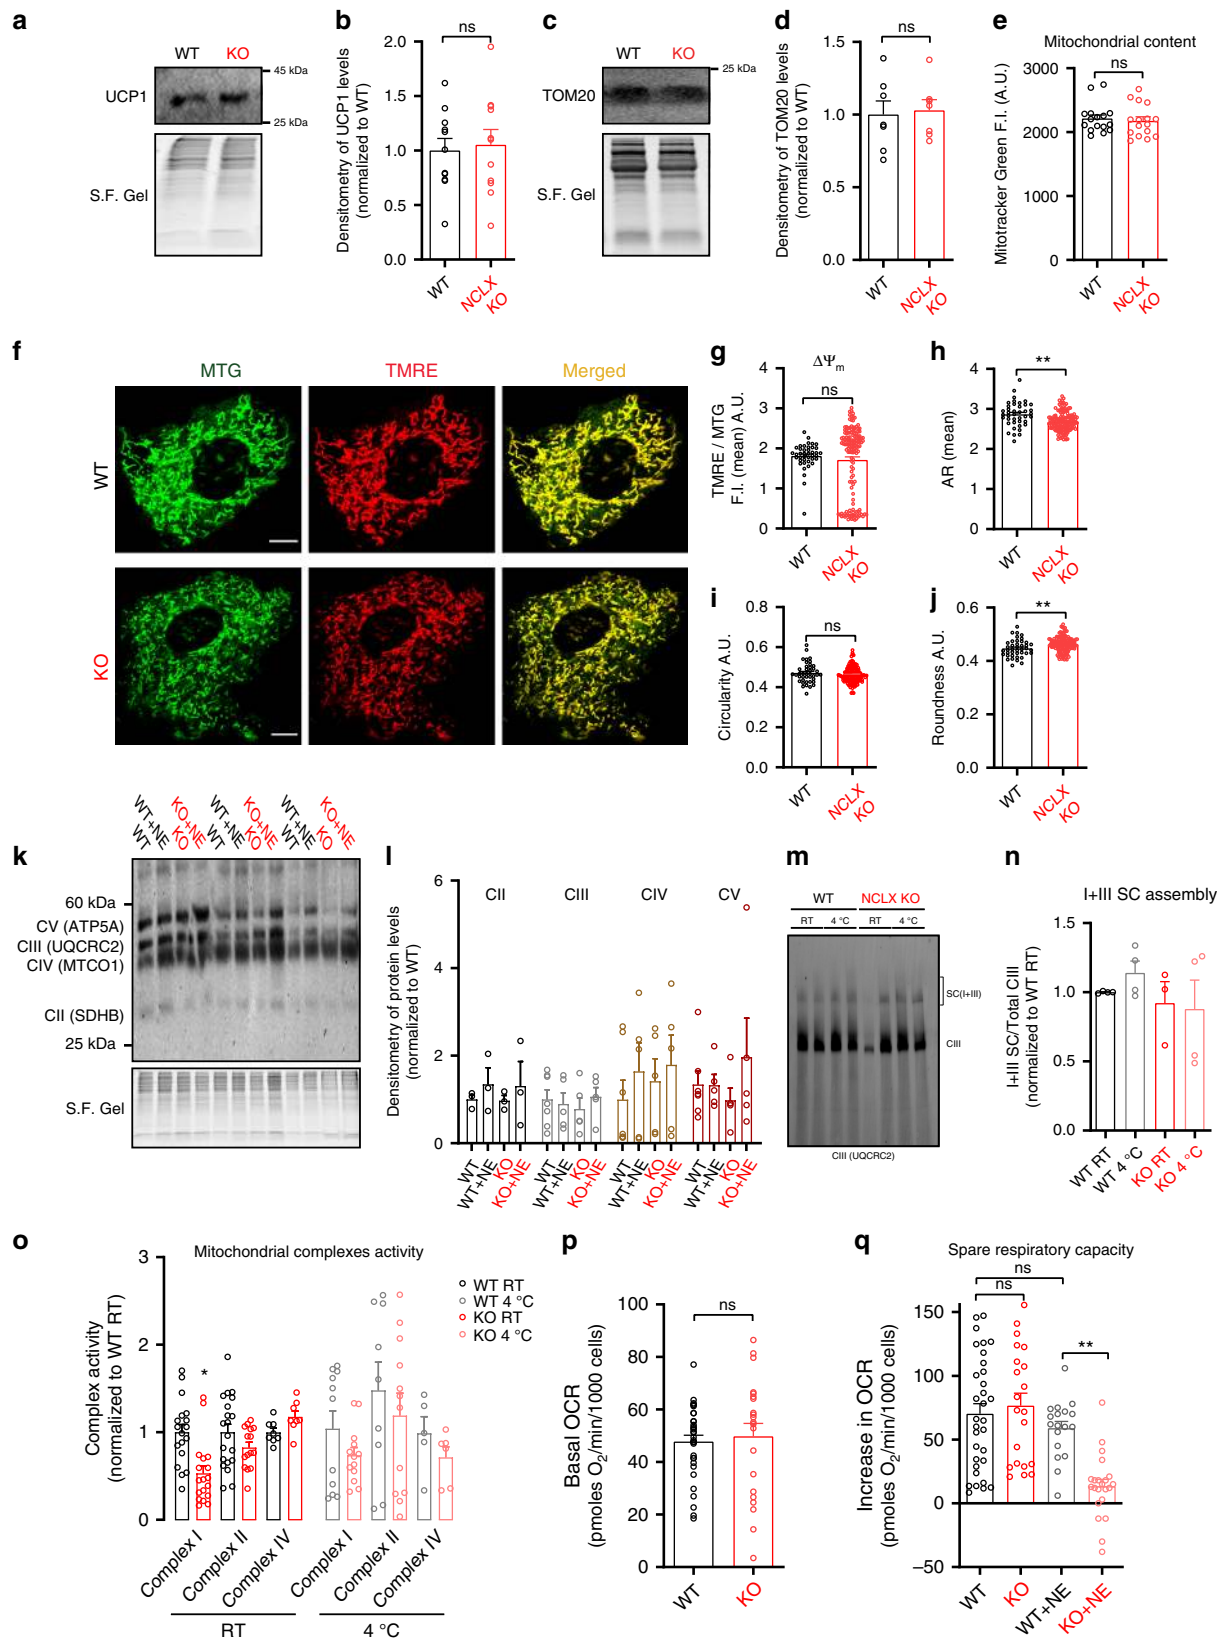 a
WT KO
45 kDa
UCP1
25 kDa
S.F. Gel
b
ns
Densitometry of UCP1 levels
(normalized to WT)
2.0
1.5
1.0
0.5
0.0
WT
NCLX
KO
c
WT KO
25 kDa
TOM20
S.F. Gel
d
ns
Densitometry of TOM20 levels
(normalized to WT)
1.5
1.0
0.5
0.0
WT
NCLX
KO
e
Mitochondrial content
ns
Mitotracker Green F.I. (A.U.)
3000
2000
1000
0
WT
NCLX
KO
f
MTG TMRE Merged
WT
KO
g
ΔΨm
ns
TMRE / MTG
F.I. (mean) A.U.
4
3
2
1
0
WT
NCLX
KO
h
**
AR (mean)
4
3
2
1
0
WT
NCLX
KO
i
ns
Circularity A.U.
0.8
0.6
0.4
0.2
0.0
WT
NCLX
KO
j
**
Roundness A.U.
0.6
0.4
0.2
0.0
WT
NCLX
KO
k
WT WT+NE KO KO+NE WT WT+NE KO KO+NE WT WT+NE KO KO+NE
60 kDa
CV (ATP5A)
CIII (UQCRC2)
CIV (MTCO1)
CII (SDHB)
25 kDa
S.F. Gel
l
Densitometry of protein levels
(normalized to WT)
6
4
2
0
CII CIII CIV CV
WT WT+NE KO KO+NE WT WT+NE KO KO+NE WT WT+NE KO KO+NE WT WT+NE KO KO+NE
m
WT NCLX KO
RT 4 °C RT 4 °C
SC(I+III)
CIII
CIII (UQCRC2)
n
I+III SC assembly
I+III SC/Total CIII
(normalized to WT RT)
1.5
1.0
0.5
0.0
WT RT
WT 4 °C
KO RT
KO 4 °C
o
Mitochondrial complexes activity
Complex activity
(normalized to WT RT)
3
2
1
0
*
WT RT
WT 4 °C
KO RT
KO 4 °C
Complex I Complex II Complex IV Complex I Complex II Complex IV
RT 4 °C
p
ns
Basal OCR
(pmoles O2/min/1000 cells)
100
80
60
40
20
0
WT
KO
q
Spare respiratory capacity
ns
ns
**
Increase in OCR
(pmoles O2/min/1000 cells)
150
100
50
0
−50
WT
KO
WT+NE
KO+NE